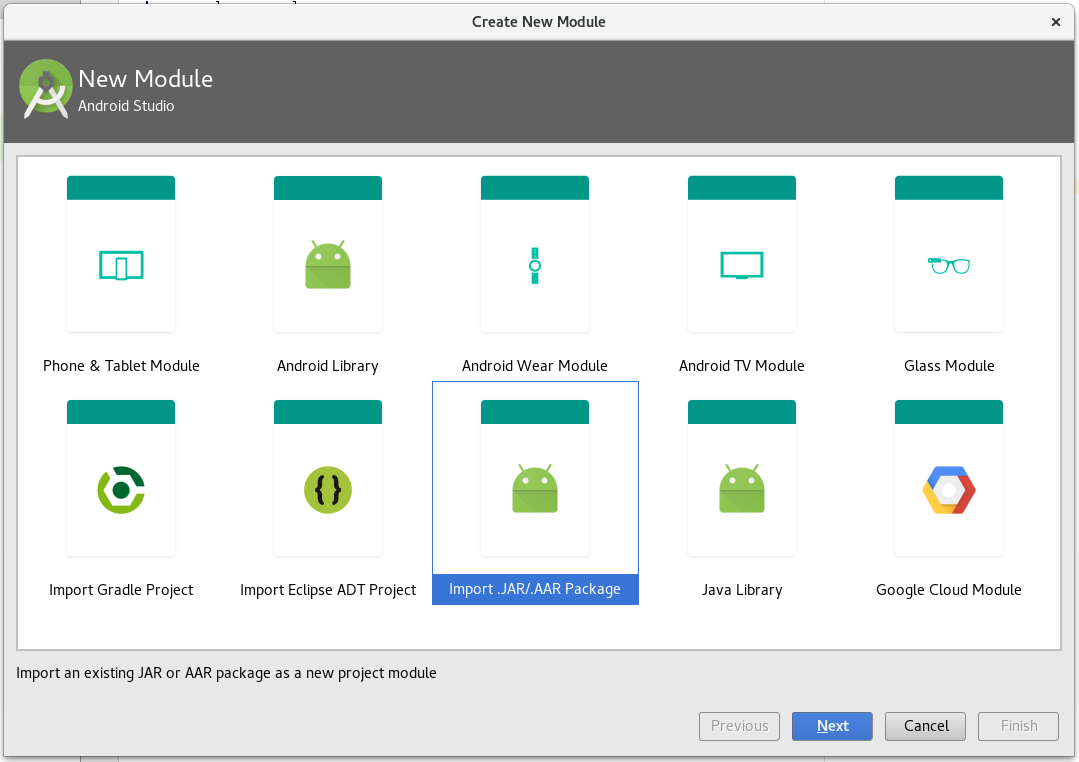 Create New Module
New Module
Android Studio
Phone & Tablet Module
Android Library
Android Wear Module
Android TV Module
Glass Module
{}
Import Gradle Project
Import Eclipse ADT Project
Import .JAR/.AAR Package
Java Library
Google Cloud Module
Import an existing JAR or AAR package as a new project module
Previous
Next
Cancel
Finish